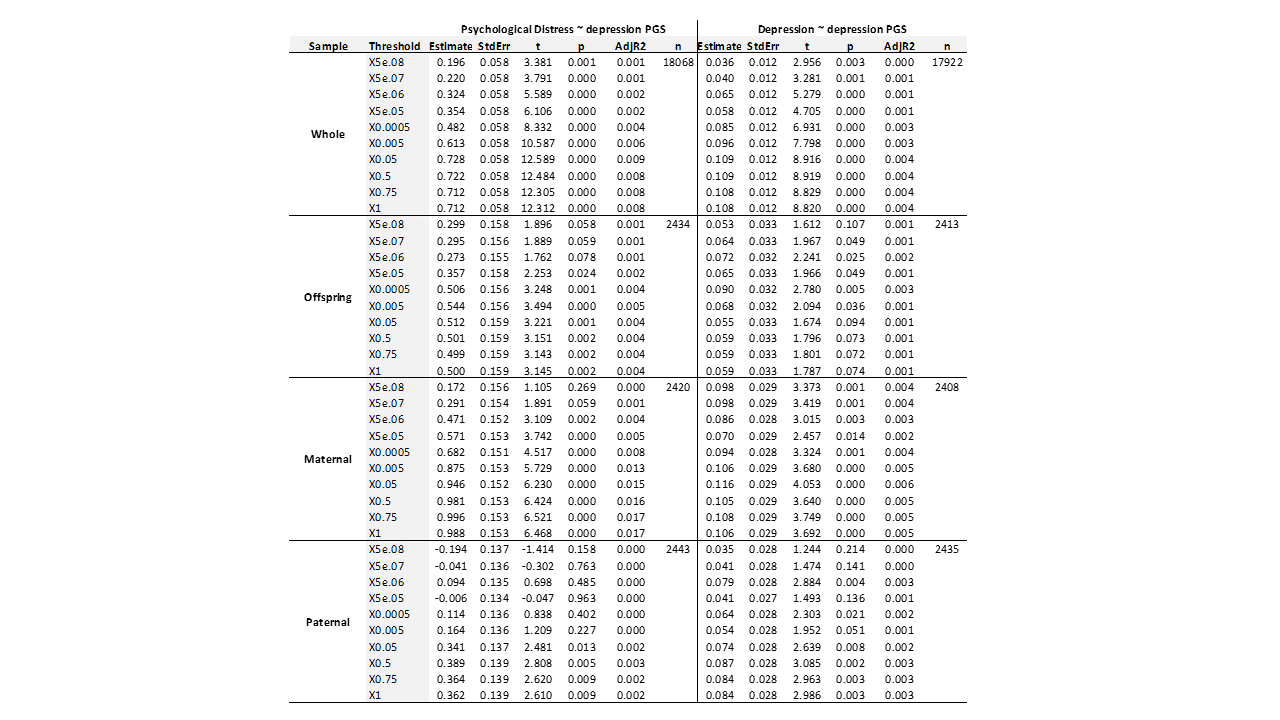 Psychological Distress ~ depression PGS Depression ~ depression PGS
Sample Threshold Estimate StdErr t p AdjR2 n Estimate StdErr t p AdjR2 n
X5e.08 0.196 0.058 3.381 0.001 0.001 18068 0.036 0.012 2.956 0.003 0.000 17922
X5e.07 0.220 0.058 3.791 0.000 0.001 0.040 0.012 3.281 0.001 0.001
X5e.06 0.324 0.058 5.589 0.000 0.002 0.065 0.012 5.279 0.000 0.001
X5e.05 0.354 0.058 6.106 0.000 0.002 0.058 0.012 4.705 0.000 0.001
X0.0005 0.482 0.058 8.332 0.000 0.004 0.085 0.012 6.931 0.000 0.003
Whole
X0.005 0.613 0.058 10.587 0.000 0.006 0.096 0.012 7.798 0.000 0.003
X0.05 0.728 0.058 12.589 0.000 0.009 0.109 0.012 8.916 0.000 0.004
X0.5 0.722 0.058 12.484 0.000 0.008 0.109 0.012 8.919 0.000 0.004
X0.75 0.712 0.058 12.305 0.000 0.008 0.108 0.012 8.829 0.000 0.004
X1 0.712 0.058 12.312 0.000 0.008 0.108 0.012 8.820 0.000 0.004
X5e.08 0.299 0.158 1.896 0.058 0.001 2434 0.053 0.033 1.612 0.107 0.001 2413
X5e.07 0.295 0.156 1.889 0.059 0.001 0.064 0.033 1.967 0.049 0.001
X5e.06 0.273 0.155 1.762 0.078 0.001 0.072 0.032 2.241 0.025 0.002
X5e.05 0.357 0.158 2.253 0.024 0.002 0.065 0.033 1.966 0.049 0.001
X0.0005 0.506 0.156 3.248 0.001 0.004 0.090 0.032 2.780 0.005 0.003
Offspring
X0.005 0.544 0.156 3.494 0.000 0.005 0.068 0.032 2.094 0.036 0.001
X0.05 0.512 0.159 3.221 0.001 0.004 0.055 0.033 1.674 0.094 0.001
X0.5 0.501 0.159 3.151 0.002 0.004 0.059 0.033 1.796 0.073 0.001
X0.75 0.499 0.159 3.143 0.002 0.004 0.059 0.033 1.801 0.072 0.001
X1 0.500 0.159 3.145 0.002 0.004 0.059 0.033 1.787 0.074 0.001
X5e.08 0.172 0.156 1.105 0.269 0.000 2420 0.098 0.029 3.373 0.001 0.004 2408
X5e.07 0.291 0.154 1.891 0.059 0.001 0.098 0.029 3.419 0.001 0.004
X5e.06 0.471 0.152 3.109 0.002 0.004 0.086 0.028 3.015 0.003 0.003
X5e.05 0.571 0.153 3.742 0.000 0.005 0.070 0.029 2.457 0.014 0.002
X0.0005 0.682 0.151 4.517 0.000 0.008 0.094 0.028 3.324 0.001 0.004
Maternal
X0.005 0.875 0.153 5.729 0.000 0.013 0.106 0.029 3.680 0.000 0.005
X0.05 0.946 0.152 6.230 0.000 0.015 0.116 0.029 4.053 0.000 0.006
X0.5 0.981 0.153 6.424 0.000 0.016 0.105 0.029 3.640 0.000 0.005
X0.75 0.996 0.153 6.521 0.000 0.017 0.108 0.029 3.749 0.000 0.005
X1 0.988 0.153 6.468 0.000 0.017 0.106 0.029 3.692 0.000 0.005
X5e.08 -0.194 0.137 -1.414 0.158 0.000 2443 0.035 0.028 1.244 0.214 0.000 2435
X5e.07 -0.041 0.136 -0.302 0.763 0.000 0.041 0.028 1.474 0.141 0.000
X5e.06 0.094 0.135 0.698 0.485 0.000 0.079 0.028 2.884 0.004 0.003
X5e.05 -0.006 0.134 -0.047 0.963 0.000 0.041 0.027 1.493 0.136 0.001
X0.0005 0.114 0.136 0.838 0.402 0.000 0.064 0.028 2.303 0.021 0.002
Paternal
X0.005 0.164 0.136 1.209 0.227 0.000 0.054 0.028 1.952 0.051 0.001
X0.05 0.341 0.137 2.481 0.013 0.002 0.074 0.028 2.639 0.008 0.002
X0.5 0.389 0.139 2.808 0.005 0.003 0.087 0.028 3.085 0.002 0.003
X0.75 0.364 0.139 2.620 0.009 0.002 0.084 0.028 2.963 0.003 0.003
X1 0.362 0.139 2.610 0.009 0.002 0.084 0.028 2.986 0.003 0.003